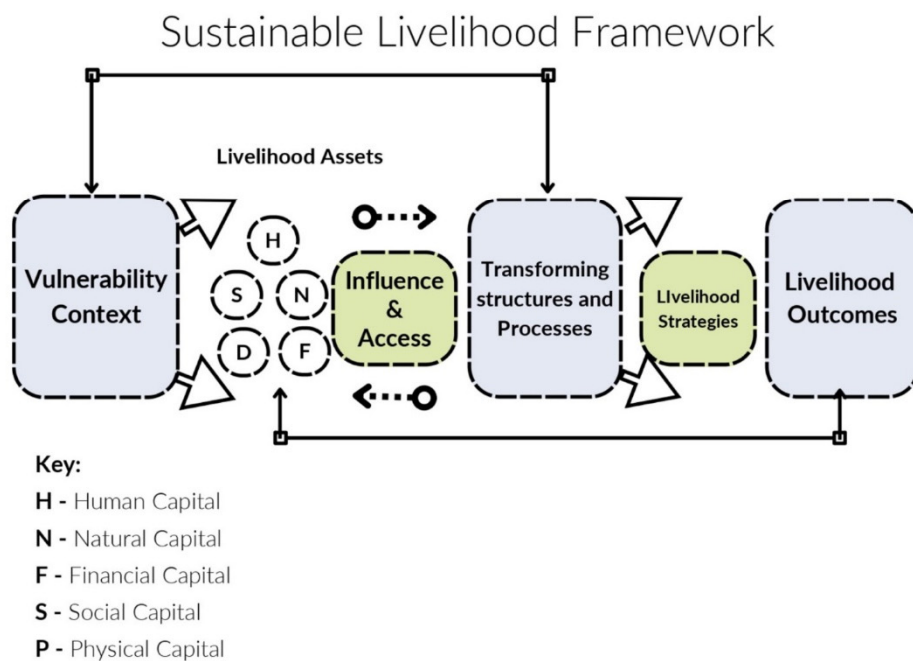 Sustainable Livelihood Framework
Livelihood Assets
Vulnerability
Context
H
S
N
D
F
Influence
&
Access
Transforming
structures and
Processes
LIvelihood
Strategies
Livelihood
Outcomes
Key:
H - Human Capital
N - Natural Capital
F - Financial Capital
S - Social Capital
P - Physical Capital